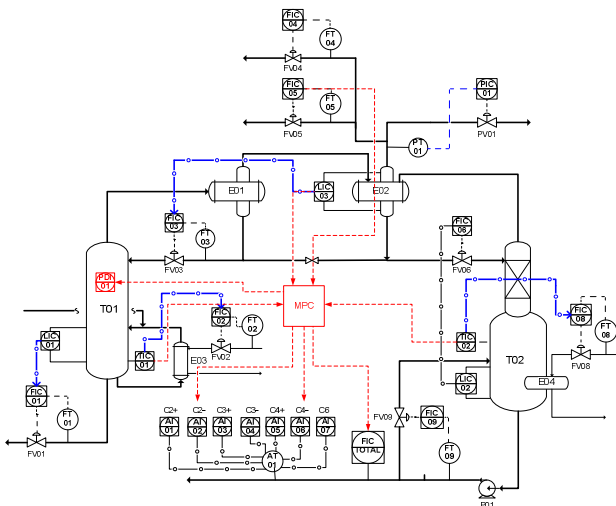 FIC
04
FT
04
FV04
FIC
05
FT
05
FV05
PIC
01
PT
01
PV01
E01
LIC
03
E02
FIC
03
FT
03
FV03
FIC
06
FV06
PDI
01
T01
MPC
FIC
02
FT
02
FV02
TIC
01
E03
LIC
01
FIC
01
FT
01
FV01
TIC
02
LIC
02
T02
FIC
08
FT
08
FV08
E04
C2+
C2-
C3+
C3-
C4+
C4-
C6
AI
01
AI
02
AI
03
AI
04
AI
05
AI
06
AI
07
AT
01
FIC
TOTAL
FV09
FIC
09
FT
09
P01